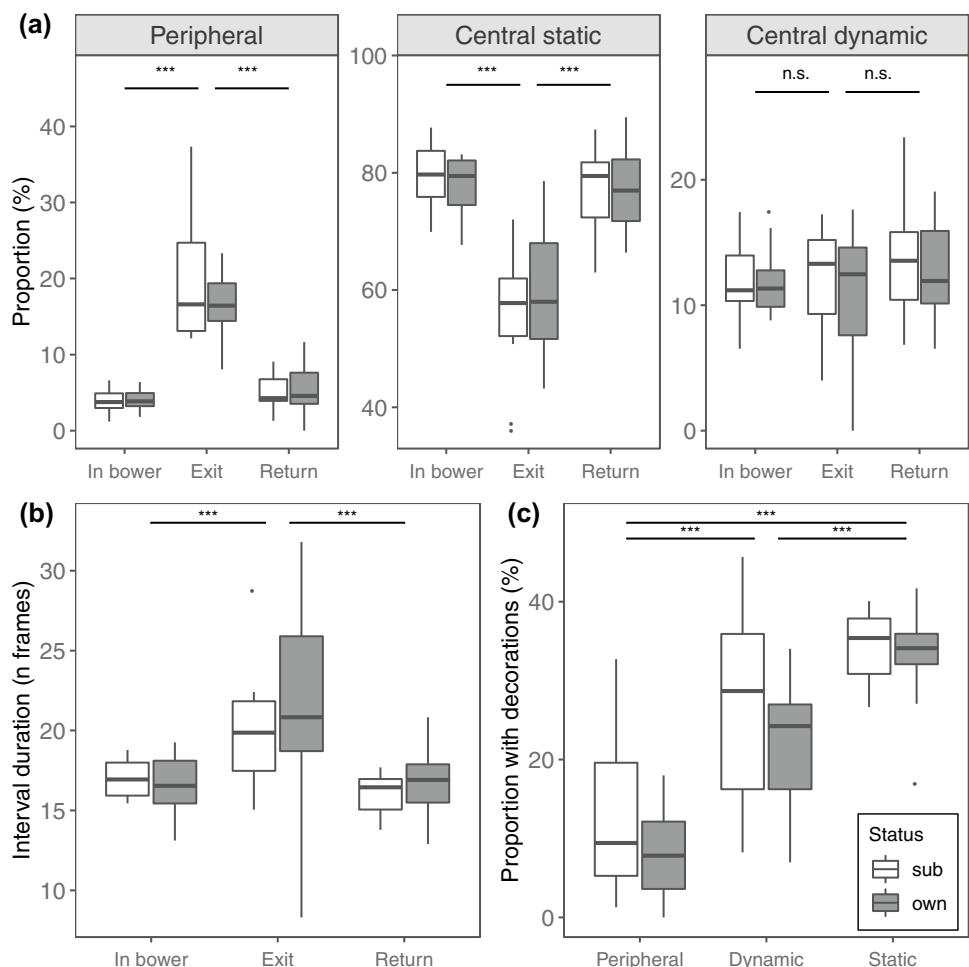 (a)
Peripheral
Central static
Central dynamic
*** ***
*** ***
n.s. n.s.
Proportion (%)
40
30
20
10
0
100
80
60
40
20
10
0
In bower Exit Return
In bower Exit Return
In bower Exit Return
(b)
*** ***
Interval duration (n frames)
30
25
20
15
10
In bower Exit Return
(c)
***
*** ***
Proportion with decorations (%)
40
20
0
Peripheral Dynamic Static
Status
sub
own